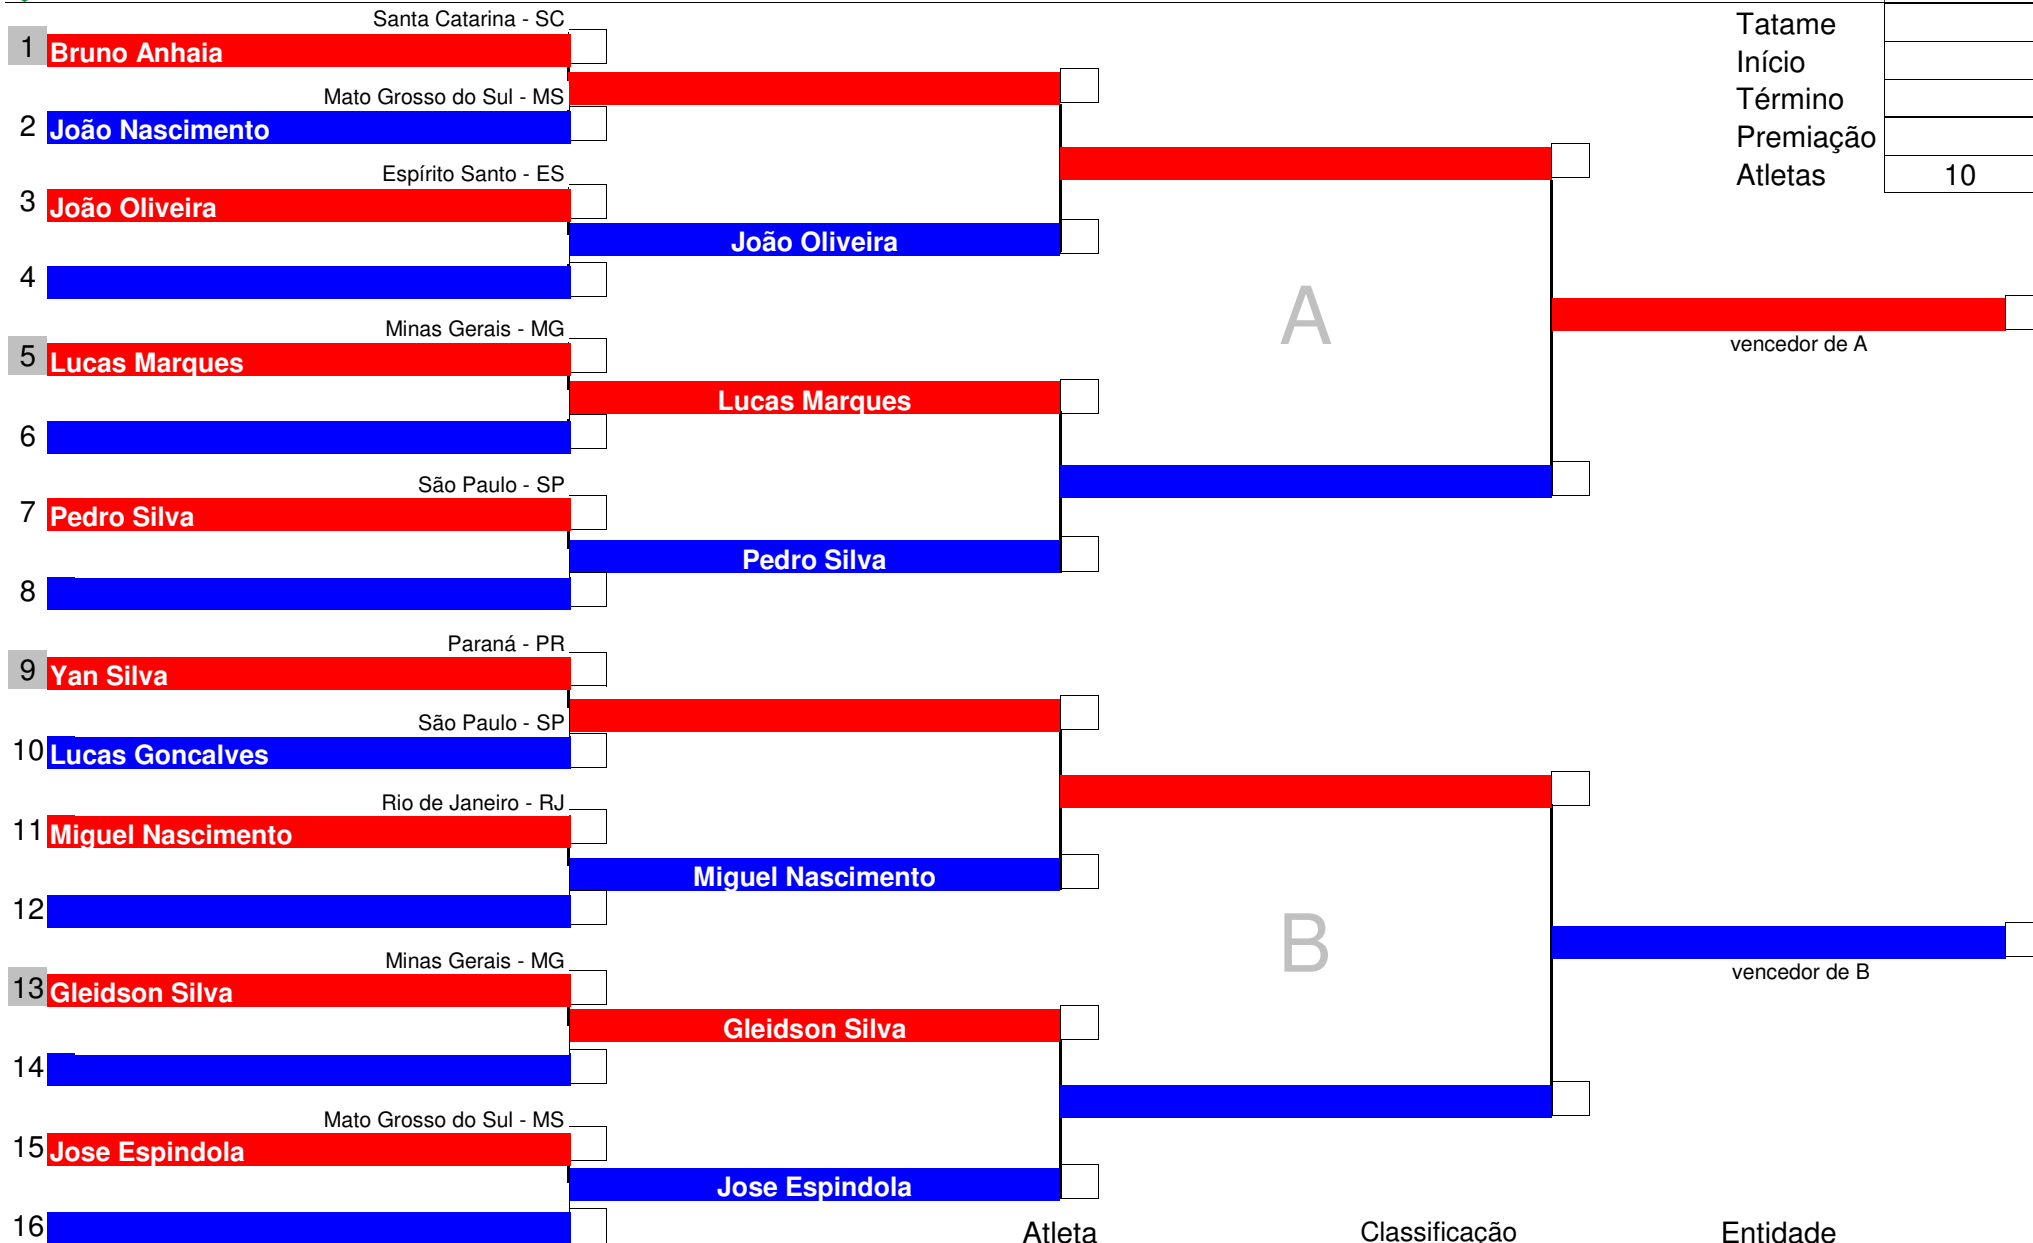 Santa Catarina - SC
1 Bruno Anhaia
Mato Grosso do Sul - MS
2 João Nascimento
Espírito Santo - ES
3 João Oliveira
João Oliveira
4
Minas Gerais - MG
5 Lucas Marques
Lucas Marques
6
São Paulo - SP
7 Pedro Silva
Pedro Silva
8
Paraná - PR
9 Yan Silva
São Paulo - SP
10 Lucas Goncalves
Rio de Janeiro - RJ
11 Miguel Nascimento
Miguel Nascimento
12
Minas Gerais - MG
13 Gleidson Silva
Gleidson Silva
14
Mato Grosso do Sul - MS
15 Jose Espindola
Jose Espindola
16
A
B
vencedor de A
vencedor de B
Tatame
Início
Término
Premiação
Atletas 10
Atleta Classificação Entidade